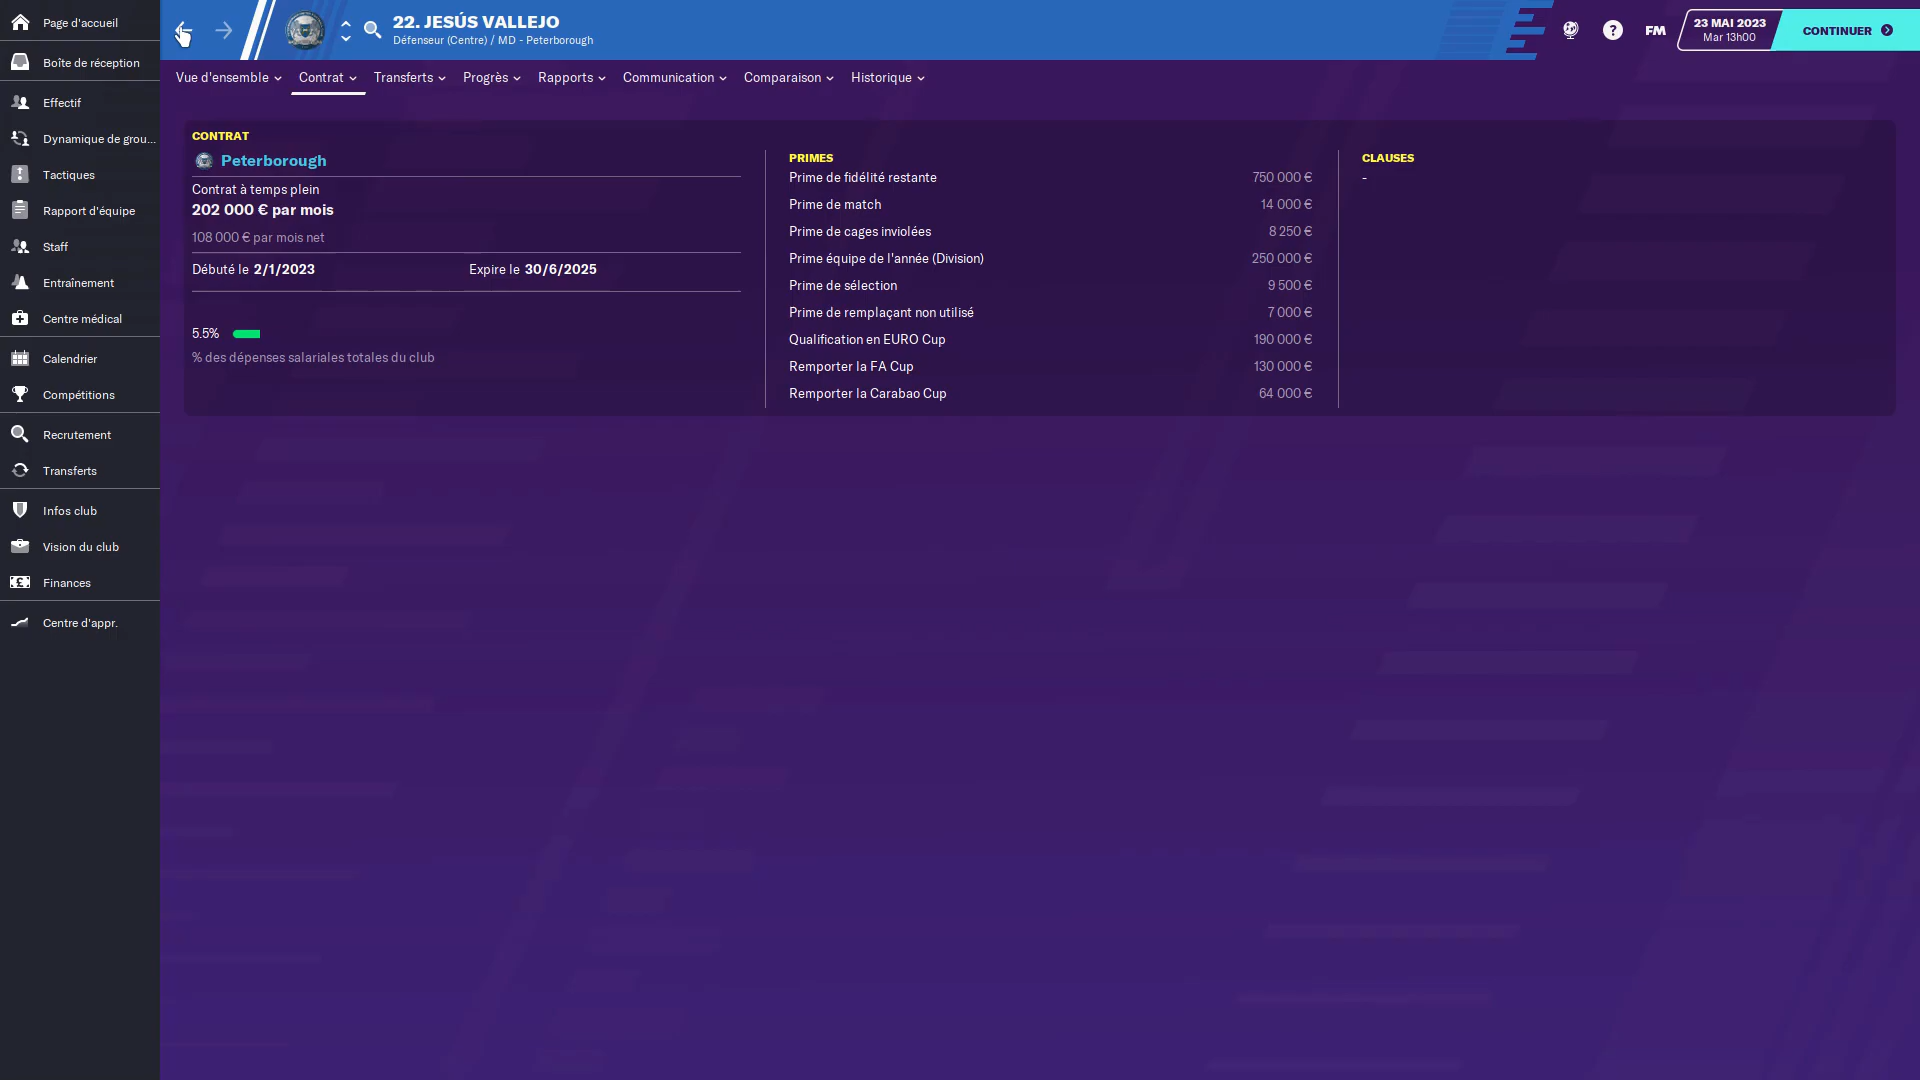 Page d'accueil
Boîte de réception
Effectif
Dynamique de grou...
Tactiques
Rapport d'équipe
Staff
Entraînement
Centre médical
Calendrier
Compétitions
Recrutement
Transferts
Infos club
Vision du club
Finances
Centre d'appr.
22. JESÚS VALLEJO
Défenseur (Centre) / MD - Peterborough
FM
23 MAI 2023
Mar 13h00
CONTINUER
Vue d'ensemble Contrat Transferts Progrès Rapports Communication Comparaison Historique
CONTRAT
Peterborough
Contrat à temps plein
202 000 € par mois
108 000 € par mois net
Débuté le 2/1/2023 Expire le 30/6/2025
5.5%
% des dépenses salariales totales du club
PRIMES
Prime de fidélité restante 750 000 €
Prime de match 14 000 €
Prime de cages inviolées 8 250 €
Prime équipe de l'année (Division) 250 000 €
Prime de sélection 9 500 €
Prime de remplaçant non utilisé 7 000 €
Qualification en EURO Cup 190 000 €
Remporter la FA Cup 130 000 €
Remporter la Carabao Cup 64 000 €
CLAUSES
-